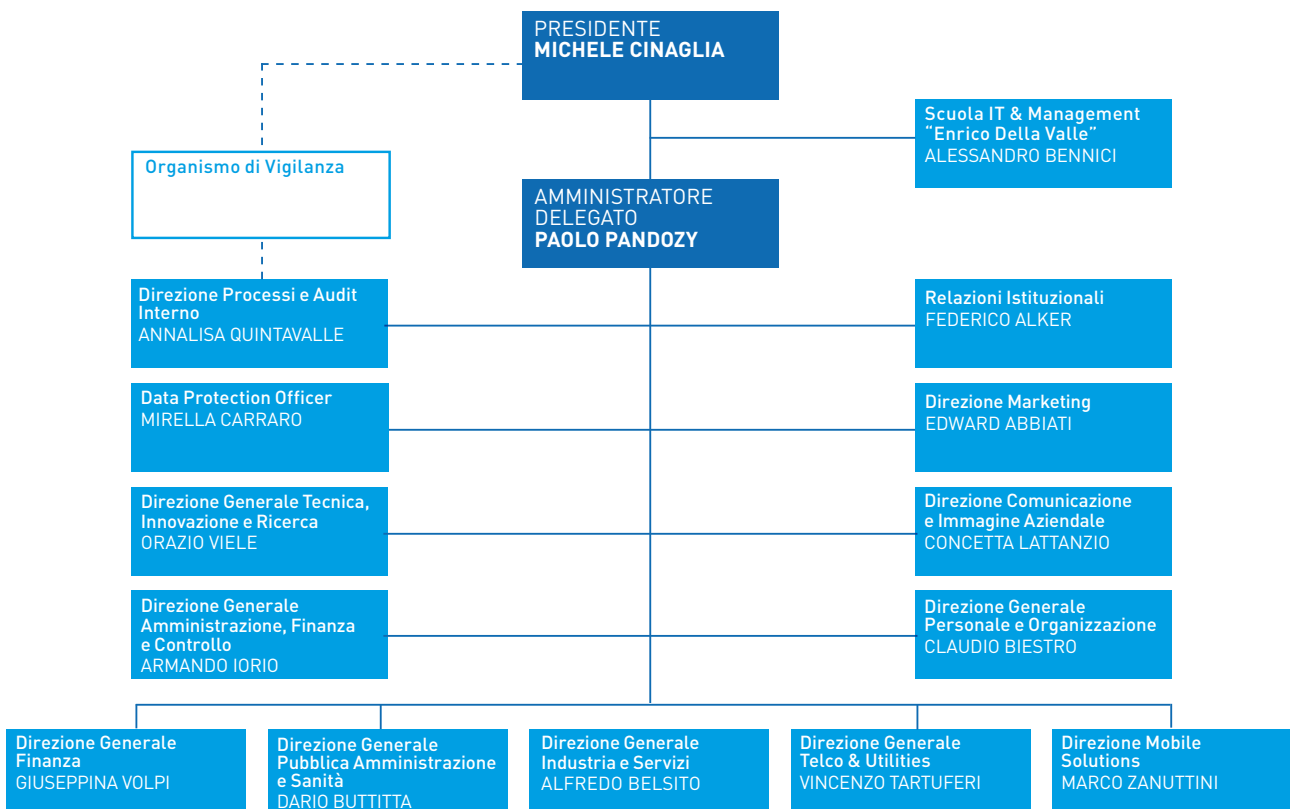 PRESIDENTE
MICHELE CINAGLIA
Scuola IT & Management
"Enrico Della Valle"
ALESSANDRO BENNICI
Organismo di Vigilanza
AMMINISTRATORE
DELEGATO
PAOLO PANDOZY
Direzione Processi e Audit
Interno
ANNALISA QUINTAVALLE
Relazioni Istituzionali
FEDERICO ALKER
Data Protection Officer
MIRELLA CARRARO
Direzione Marketing
EDWARD ABBIATI
Direzione Generale Tecnica,
Innovazione e Ricerca
ORAZIO VIELE
Direzione Comunicazione
e Immagine Aziendale
CONCETTA LATTANZIO
Direzione Generale
Amministrazione, Finanza
e Controllo
ARMANDO IORIO
Direzione Generale
Personale e Organizzazione
CLAUDIO BIESTRO
Direzione Generale
Finanza
GIUSEPPINA VOLPI
Direzione Generale
Pubblica Amministrazione
e Sanità
DARIO BUTTITTA
Direzione Generale
Industria e Servizi
ALFREDO BELSITO
Direzione Generale
Telco & Utilities
VINCENZO TARTUFERI
Direzione Mobile
Solutions
MARCO ZANUTTINI